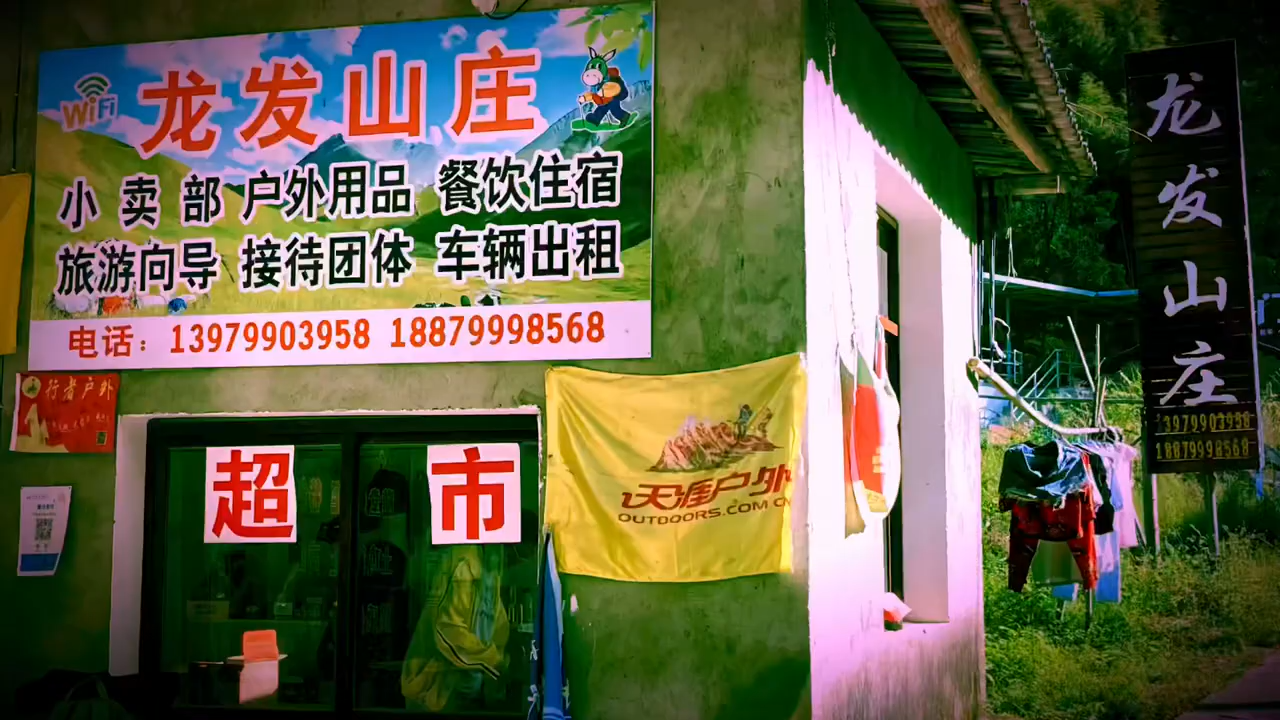 WiFi
龙发山庄
小卖部 户外用品 餐饮住宿
旅游向导 接待团体 车辆出租
电话：13979903958 18879998568
行者户外
超市
天涯户外
OUTDOORS.COM.CN
龙发山庄
13979903958
18879998568